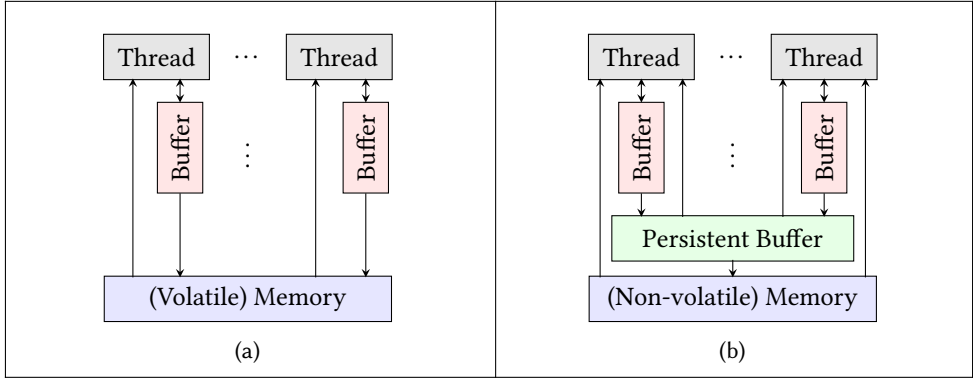 Thread ⋯ Thread
Buffer ⋮ Buffer
(Volatile) Memory
(a)
Thread ⋯ Thread
Buffer ⋮ Buffer
Persistent Buffer
(Non-volatile) Memory
(b)